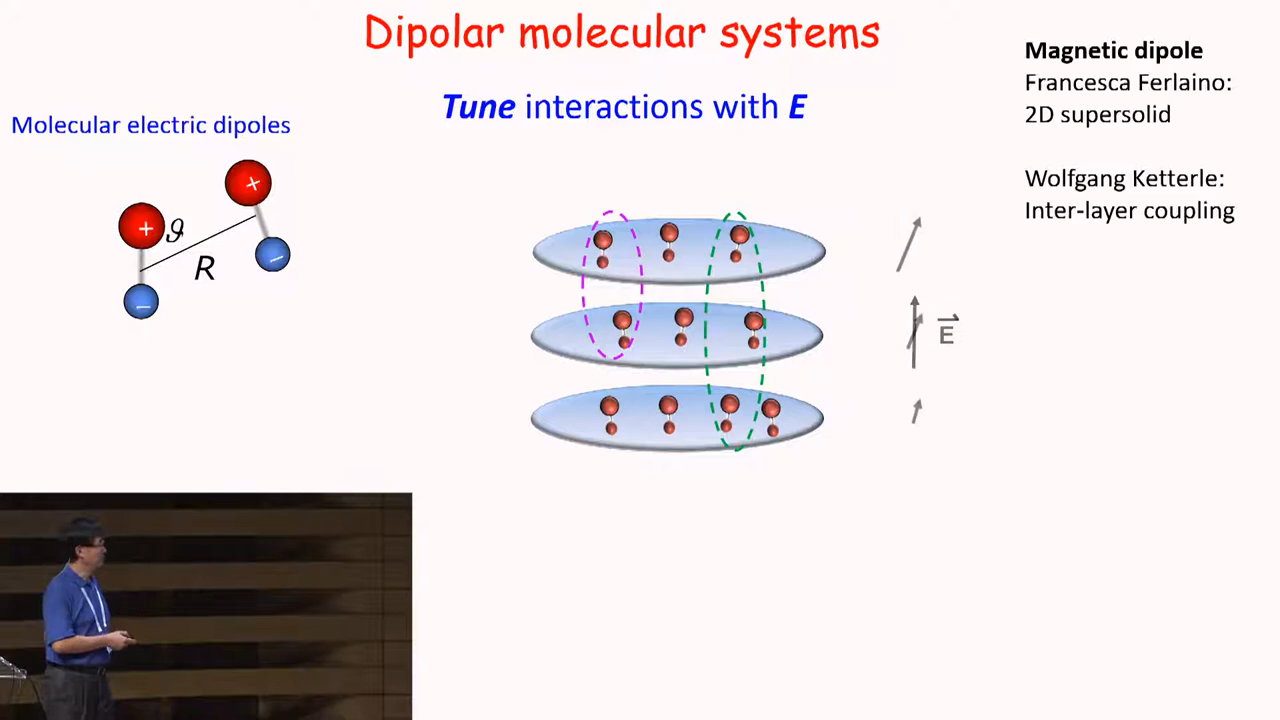 Dipolar molecular systems
Tune interactions with E
Magnetic dipole
Francesca Ferlaino:
2D supersolid
Wolfgang Ketterle:
Inter-layer coupling
Molecular electric dipoles
+
+
ϑ
R
−
−
E